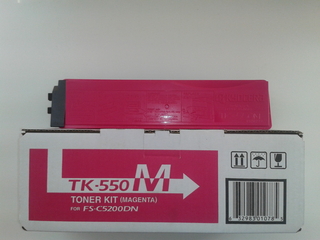 TK-550 M
TONER KIT (MAGENTA)
FOR FS-C5200DN